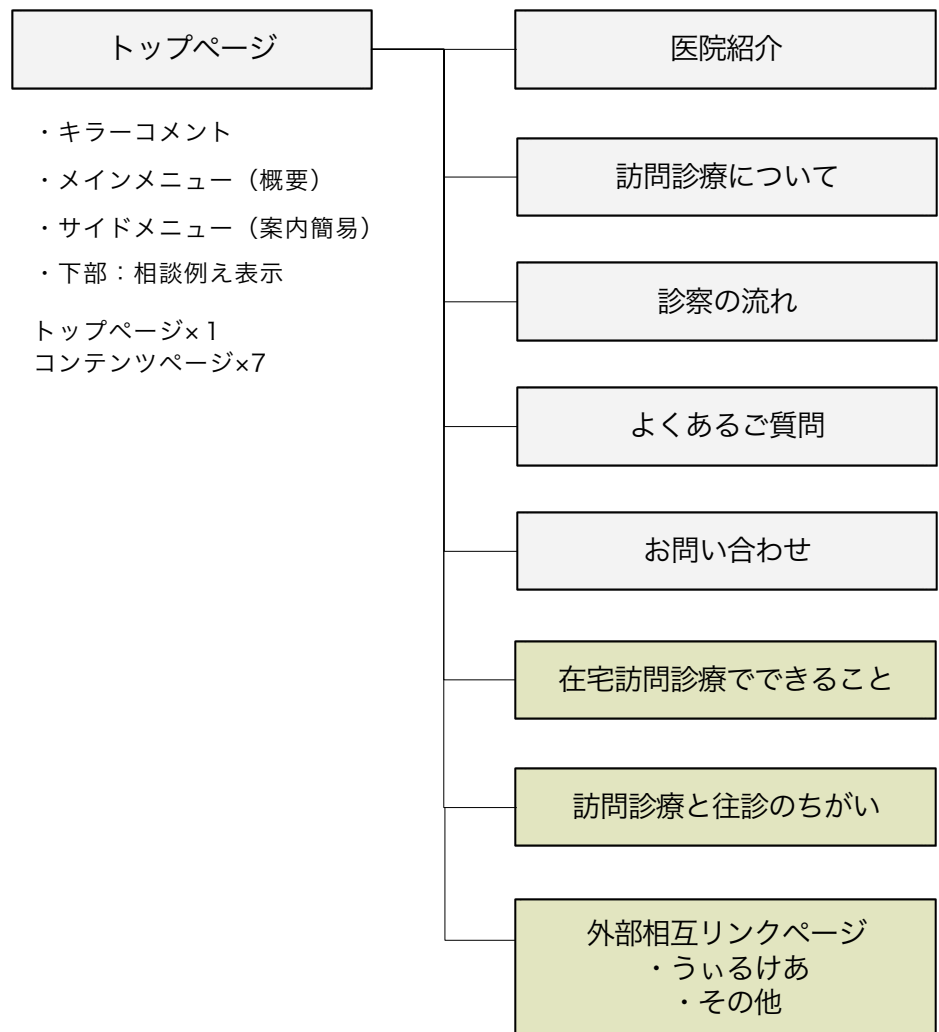 トップページ
・キラーコメント
・メインメニュー（概要）
・サイドメニュー（案内簡易）
・下部：相談例え表示
トップページ×1
コンテンツページ×7
医院紹介
訪問診療について
診察の流れ
よくあるご質問
お問い合わせ
在宅訪問診療でできること
訪問診療と往診のちがい
外部相互リンクページ
・うぃるけあ
・その他